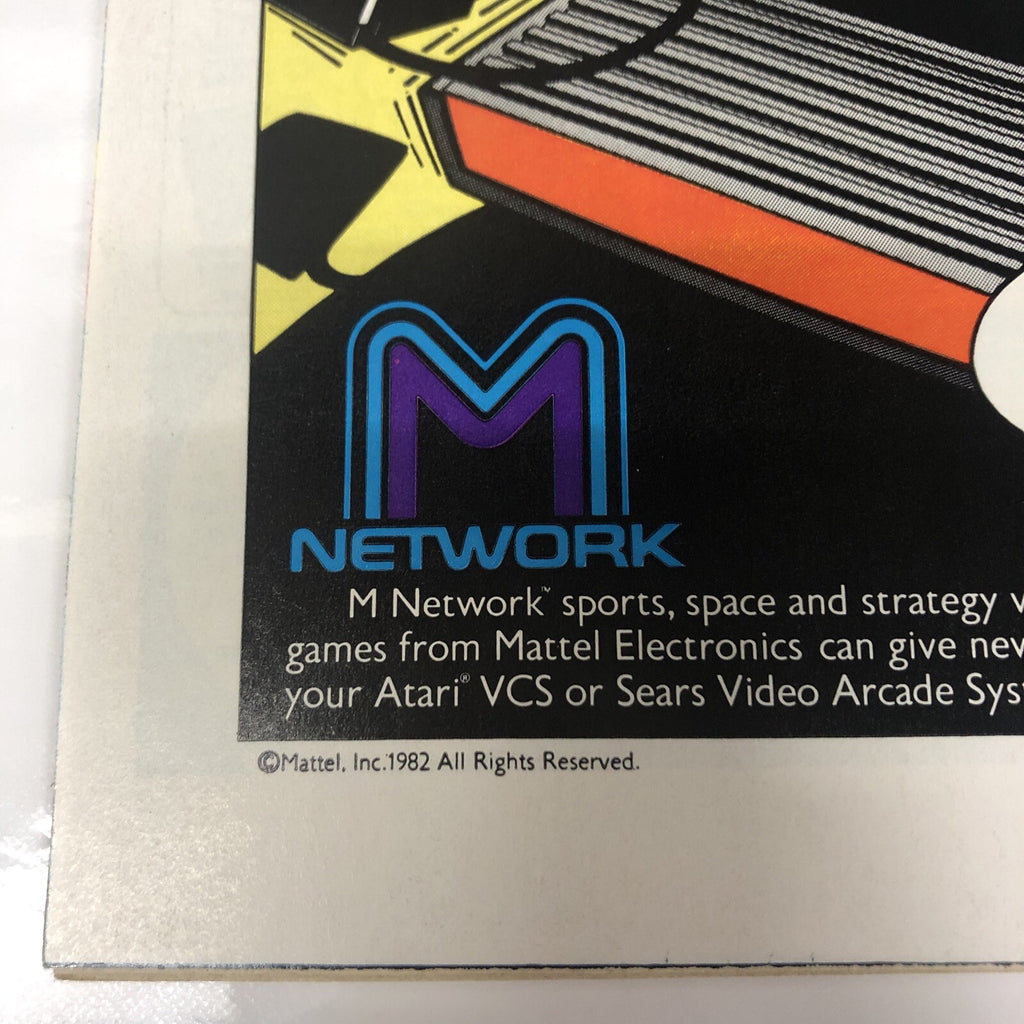 M
NETWORK
M Network™ sports, space and strategy
games from Mattel Electronics can give
your Atari® VCS or Sears Video Arcade
©Mattel, Inc.1982 All Rights Reserved.